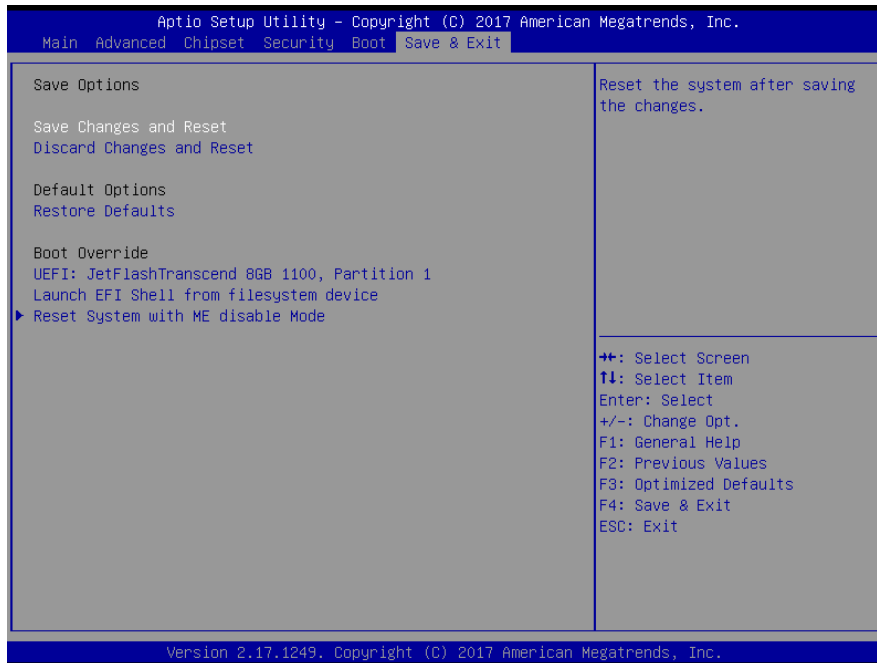 Aptio Setup Utility – Copyright (C) 2017 American Megatrends, Inc.
Main Advanced Chipset Security Boot Save & Exit
Save Options
Save Changes and Reset
Discard Changes and Reset
Default Options
Restore Defaults
Boot Override
UEFI: JetFlashTranscend 8GB 1100, Partition 1
Launch EFI Shell from filesystem device
Reset System with ME disable Mode
Reset the system after saving
the changes.
→←: Select Screen
↑↓: Select Item
Enter: Select
+/-: Change Opt.
F1: General Help
F2: Previous Values
F3: Optimized Defaults
F4: Save & Exit
ESC: Exit
Version 2.17.1249. Copyright (C) 2017 American Megatrends, Inc.